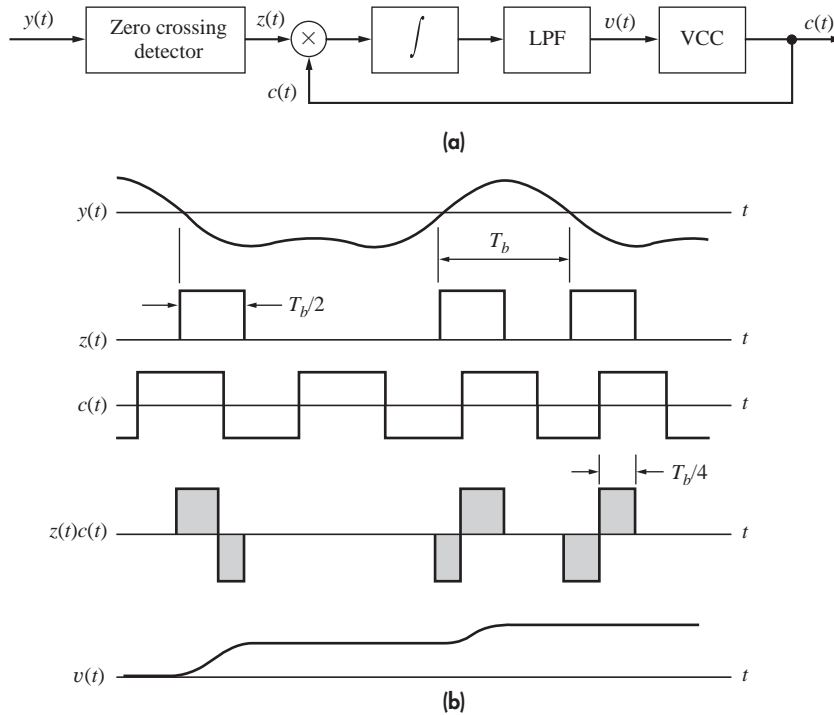 y(t) Zero crossing detector z(t) × c(t) ∫ LPF v(t) VCC c(t)
(a)
y(t) t
T_b
T_b/2
z(t) t
c(t) t
T_b/4
z(t)c(t) t
v(t) t
(b)